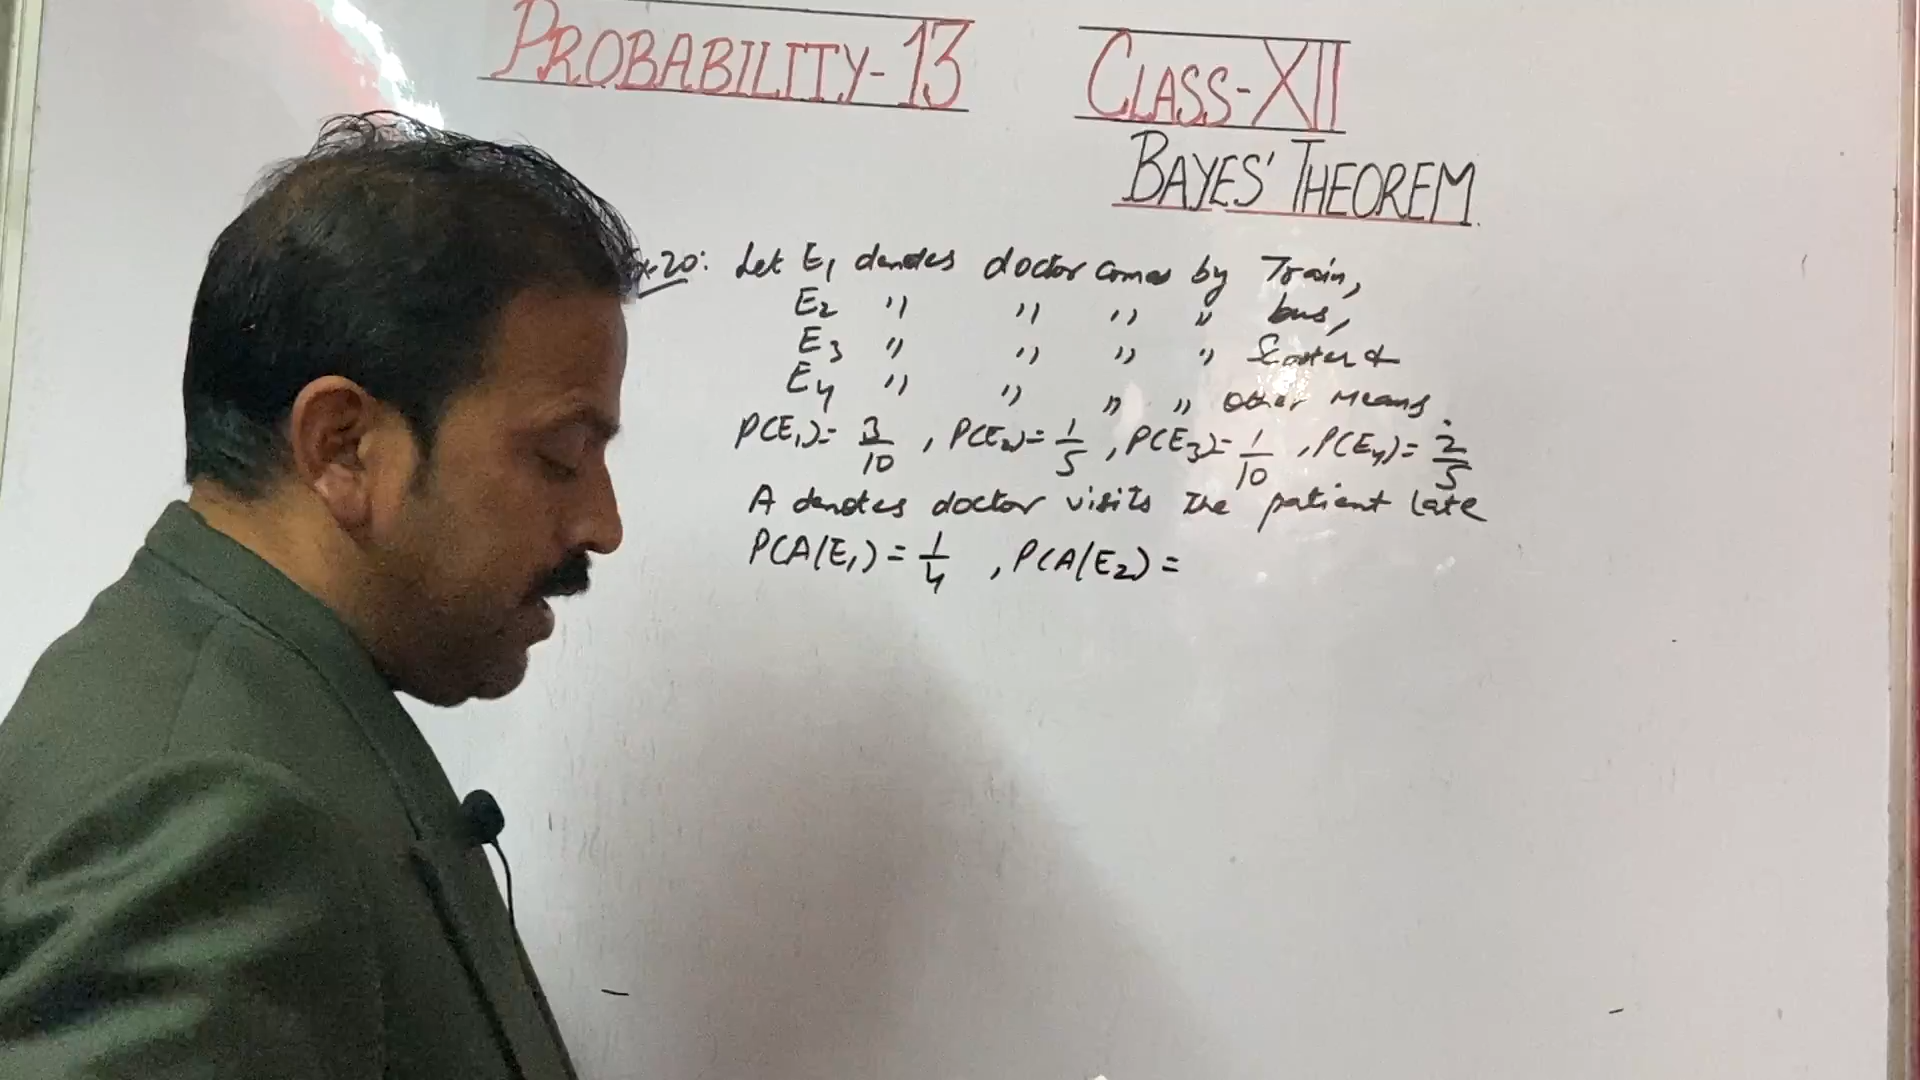 PROBABILITY-13 CLASS-XII
BAYES' THEOREM
x-20: Let E₁ denotes doctor comes by Train,
E₂ " " " " bus,
E₃ " " " " Scooter &
E₄ " " " " other means.
P(E₁)= 3/10 , P(E₂)= 1/5 , P(E₃)= 1/10 , P(E₄)= 2/5
A denotes doctor visits the patient late
P(A/E₁) = 1/4 , P(A/E₂) =